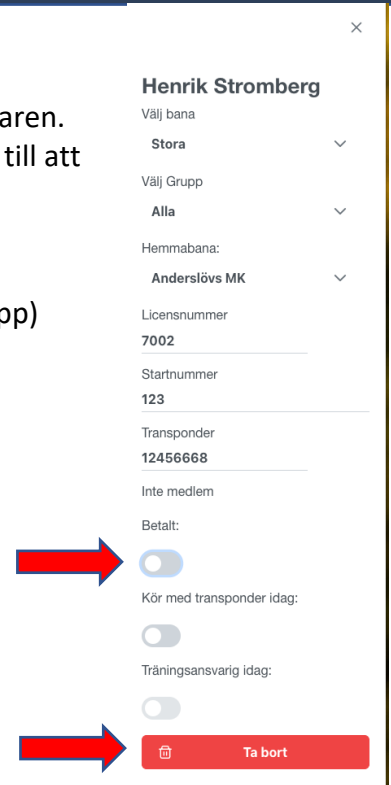 Henrik Stromberg
aren.
Välj bana
Stora
till att
Välj Grupp
Alla
Hemmabana:
Anderslövs MK
pp)
Licensnummer
7002
Startnummer
123
Transponder
12456668
Inte medlem
Betalt:
Kör med transponder idag:
Träningsansvarig idag:
Ta bort